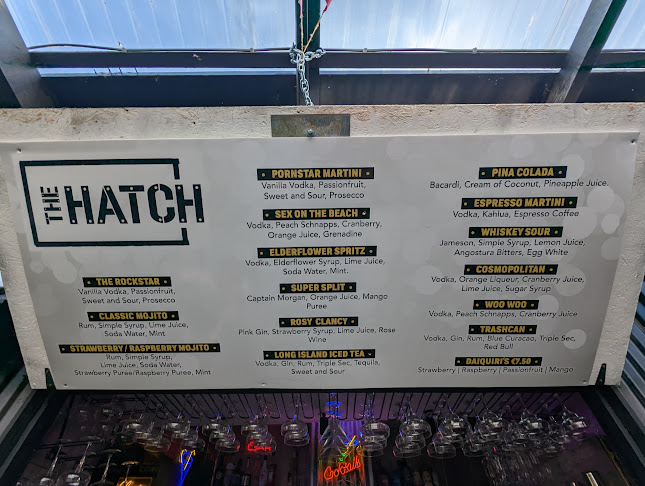 THE HATCH
THE ROCKSTAR
Vanilla Vodka, Passionfruit,
Sweet and Sour, Prosecco
CLASSIC MOJITO
Rum, Simple Syrup, Lime Juice,
Soda Water, Mint
STRAWBERRY / RASPBERRY MOJITO
Rum, Simple Syrup,
Lime Juice, Soda Water,
Strawberry Puree/Raspberry Puree, Mint
PORNSTAR MARTINI
Vanilla Vodka, Passionfruit,
Sweet and Sour, Prosecco
SEX ON THE BEACH
Vodka, Peach Schnapps, Cranberry,
Orange Juice, Grenadine
ELDERFLOWER SPRITZ
Vodka, Elderflower Syrup, Lime Juice,
Soda Water, Mint.
SUPER SPLIT
Captain Morgan, Orange Juice, Mango
Puree
ROSY CLANCY
Pink Gin, Strawberry Syrup, Lime Juice, Rose
Wine
LONG ISLAND ICED TEA
Vodka, Gin, Rum, Triple Sec, Tequila,
Sweet and Sour
PINA COLADA
Bacardi, Cream of Coconut, Pineapple Juice.
ESPRESSO MARTINI
Vodka, Kahlua, Espresso Coffee
WHISKEY SOUR
Jameson, Simple Syrup, Lemon Juice,
Angostura Bitters, Egg White
COSMOPOLITAN
Vodka, Orange Liqueur, Cranberry Juice,
Lime Juice, Sugar Syrup
WOO WOO
Vodka, Peach Schnapps, Cranberry Juice
TRASHCAN
Vodka, Gin, Rum, Blue Curacao, Triple Sec,
Red Bull
DAIQUIRI'S €7.50
Strawberry | Raspberry | Passionfruit | Mango
Cocktails